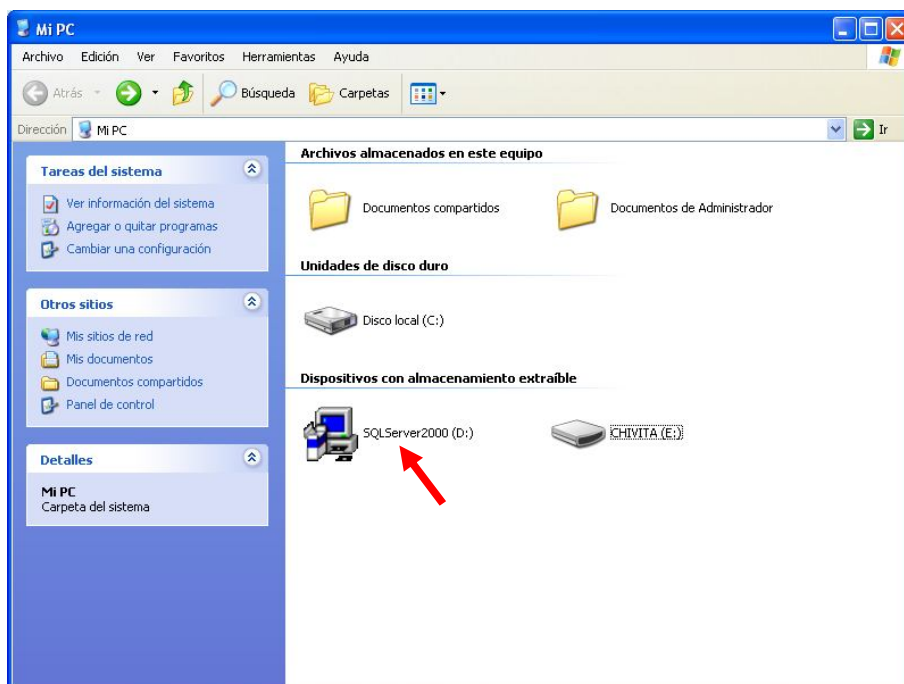 Mi PC
Archivo Edición Ver Favoritos Herramientas Ayuda
Atrás Búsqueda Carpetas
Dirección Mi PC Ir
Tareas del sistema
Ver información del sistema
Agregar o quitar programas
Cambiar una configuración
Otros sitios
Mis sitios de red
Mis documentos
Documentos compartidos
Panel de control
Detalles
Mi PC
Carpeta del sistema
Archivos almacenados en este equipo
Documentos compartidos Documentos de Administrador
Unidades de disco duro
Disco local (C:)
Dispositivos con almacenamiento extraíble
SQLServer2000 (D:) CHIVITA (E:)